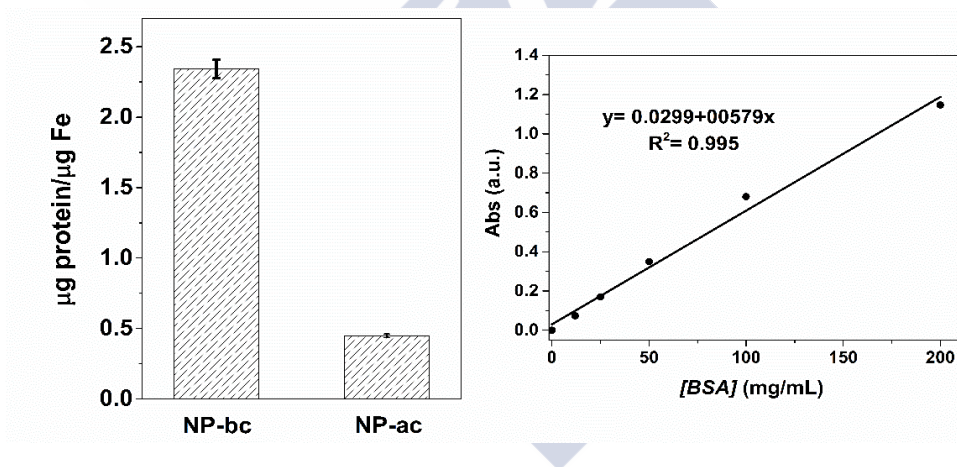 µg protein/µg Fe
2.5
2.0
1.5
1.0
0.5
0.0
NP-bc NP-ac
Abs (a.u.)
1.4
1.2
1.0
0.8
0.6
0.4
0.2
0.0
y= 0.0299+00579x
R²= 0.995
0 50 100 150 200
[BSA] (mg/mL)